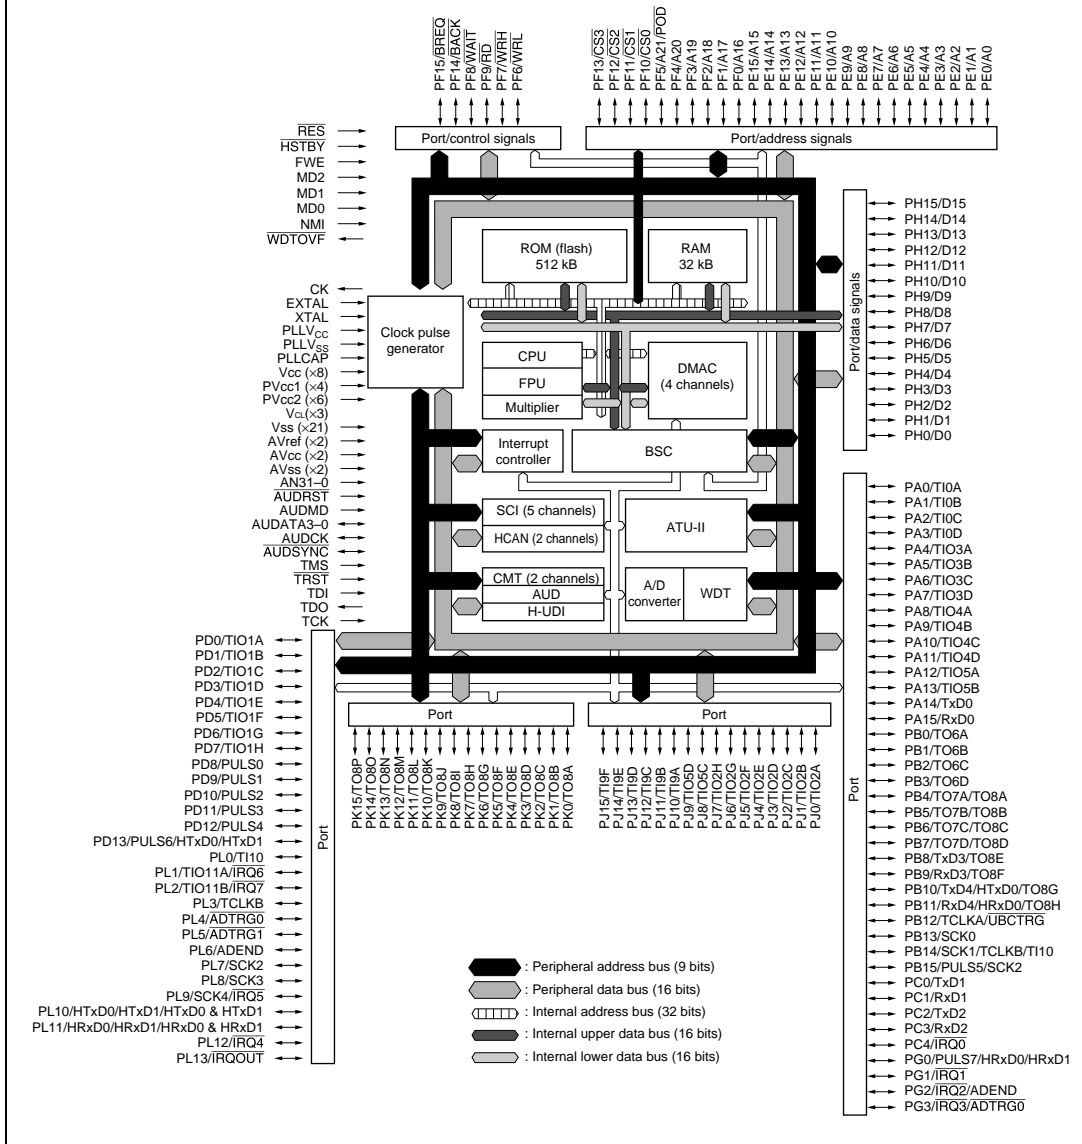 PF15/BREQ
PF14/BACK
PF8/WAIT
PF9/RD
PF7/WRH
PF6/WRL
PF13/CS3
PF12/CS2
PF11/CS1
PF10/CS0
PF5/A21/POD
PF4/A20
PF3/A19
PF2/A18
PF1/A17
PF0/A16
PE15/A15
PE14/A14
PE13/A13
PE12/A12
PE11/A11
PE10/A10
PE9/A9
PE8/A8
PE7/A7
PE6/A6
PE5/A5
PE4/A4
PE3/A3
PE2/A2
PE1/A1
PE0/A0
Port/control signals
Port/address signals
RES
HSTBY
FWE
MD2
MD1
MD0
NMI
WDTOVF
CK
EXTAL
XTAL
PLLVCC
PLLVSS
PLLCAP
Vcc (×8)
PVcc1 (×4)
PVcc2 (×6)
VCL(×3)
Vss (×21)
AVref (×2)
AVcc (×2)
AVss (×2)
AN31–0
AUDRST
AUDMD
AUDATA3–0
AUDCK
AUDSYNC
TMS
TRST
TDI
TDO
TCK
ROM (flash)
512 kB
RAM
32 kB
Clock pulse
generator
CPU
FPU
Multiplier
DMAC
(4 channels)
Interrupt
controller
BSC
SCI (5 channels)
HCAN (2 channels)
ATU-II
CMT (2 channels)
AUD
H-UDI
A/D
converter
WDT
Port/data signals
PH15/D15
PH14/D14
PH13/D13
PH12/D12
PH11/D11
PH10/D10
PH9/D9
PH8/D8
PH7/D7
PH6/D6
PH5/D5
PH4/D4
PH3/D3
PH2/D2
PH1/D1
PH0/D0
PD0/TIO1A
PD1/TIO1B
PD2/TIO1C
PD3/TIO1D
PD4/TIO1E
PD5/TIO1F
PD6/TIO1G
PD7/TIO1H
PD8/PULS0
PD9/PULS1
PD10/PULS2
PD11/PULS3
PD12/PULS4
PD13/PULS6/HTxD0/HTxD1
PL0/TI10
PL1/TIO11A/IRQ6
PL2/TIO11B/IRQ7
PL3/TCLKB
PL4/ADTRG0
PL5/ADTRG1
PL6/ADEND
PL7/SCK2
PL8/SCK3
PL9/SCK4/IRQ5
PL10/HTxD0/HTxD1/HTxD0 & HTxD1
PL11/HRxD0/HRxD1/HRxD0 & HRxD1
PL12/IRQ4
PL13/IRQOUT
Port
Port
Port
PK15/TO8P
PK14/TO8O
PK13/TO8N
PK12/TO8M
PK11/TO8L
PK10/TO8K
PK9/TO8J
PK8/TO8I
PK7/TO8H
PK6/TO8G
PK5/TO8F
PK4/TO8E
PK3/TO8D
PK2/TO8C
PK1/TO8B
PK0/TO8A
PJ15/TI9F
PJ14/TI9E
PJ13/TI9D
PJ12/TI9C
PJ11/TI9B
PJ10/TI9A
PJ9/TIO5D
PJ8/TIO5C
PJ7/TIO2H
PJ6/TIO2G
PJ5/TIO2F
PJ4/TIO2E
PJ3/TIO2D
PJ2/TIO2C
PJ1/TIO2B
PJ0/TIO2A
Port
PA0/TI0A
PA1/TI0B
PA2/TI0C
PA3/TI0D
PA4/TIO3A
PA5/TIO3B
PA6/TIO3C
PA7/TIO3D
PA8/TIO4A
PA9/TIO4B
PA10/TIO4C
PA11/TIO4D
PA12/TIO5A
PA13/TIO5B
PA14/TxD0
PA15/RxD0
PB0/TO6A
PB1/TO6B
PB2/TO6C
PB3/TO6D
PB4/TO7A/TO8A
PB5/TO7B/TO8B
PB6/TO7C/TO8C
PB7/TO7D/TO8D
PB8/TxD3/TO8E
PB9/RxD3/TO8F
PB10/TxD4/HTxD0/TO8G
PB11/RxD4/HRxD0/TO8H
PB12/TCLKA/UBCTRG
PB13/SCK0
PB14/SCK1/TCLKB/TI10
PB15/PULS5/SCK2
PC0/TxD1
PC1/RxD1
PC2/TxD2
PC3/RxD2
PC4/IRQ0
PG0/PULS7/HRxD0/HRxD1
PG1/IRQ1
PG2/IRQ2/ADEND
PG3/IRQ3/ADTRG0
: Peripheral address bus (9 bits)
: Peripheral data bus (16 bits)
: Internal address bus (32 bits)
: Internal upper data bus (16 bits)
: Internal lower data bus (16 bits)